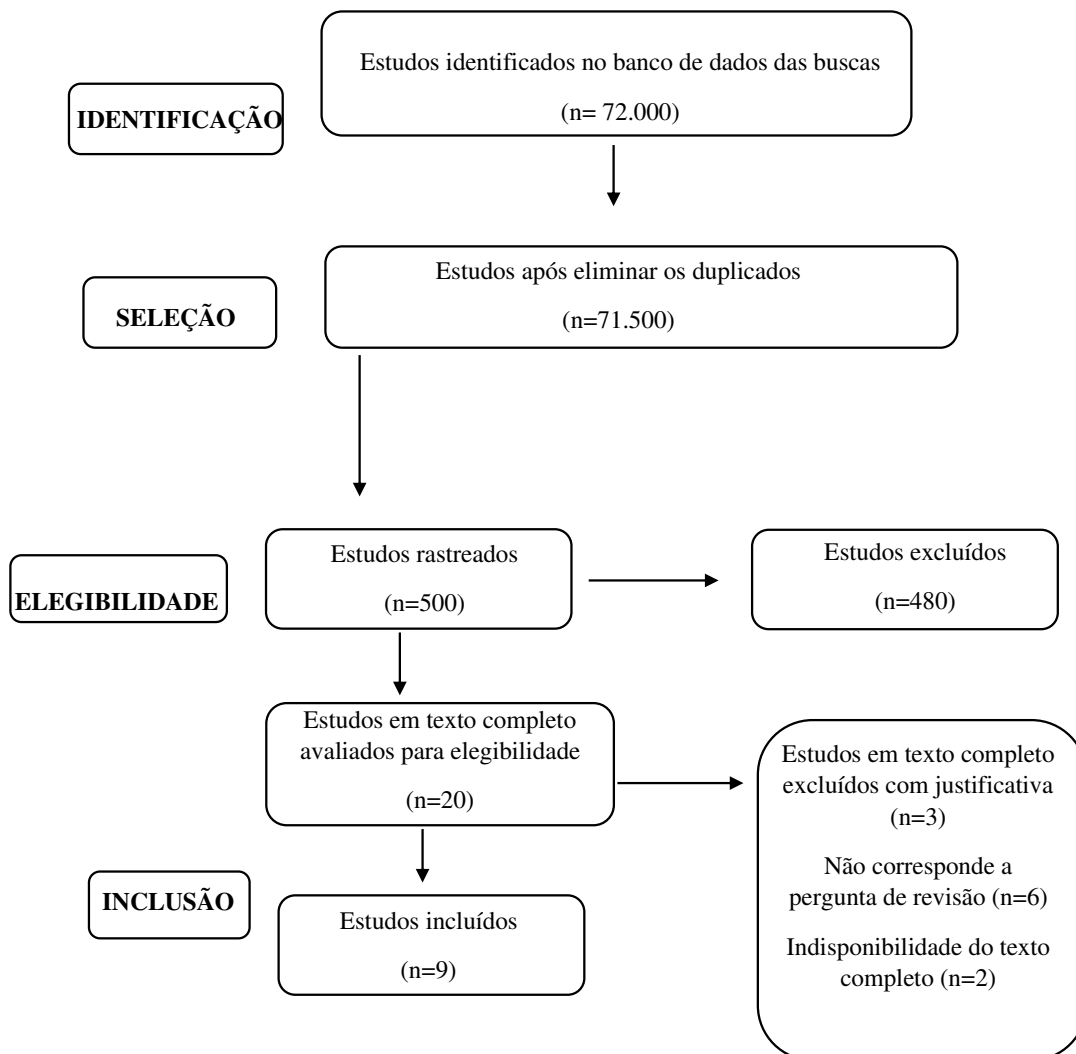 Estudos identificados no banco de dados das buscas
(n= 72.000)
IDENTIFICAÇÃO
Estudos após eliminar os duplicados
(n=71.500)
SELEÇÃO
Estudos rastreados
(n=500)
Estudos excluídos
(n=480)
ELEGIBILIDADE
Estudos em texto completo
avaliados para elegibilidade
(n=20)
Estudos em texto completo
excluídos com justificativa
(n=3)
Não corresponde a
pergunta de revisão (n=6)
Indisponibilidade do texto
completo (n=2)
INCLUSÃO
Estudos incluídos
(n=9)